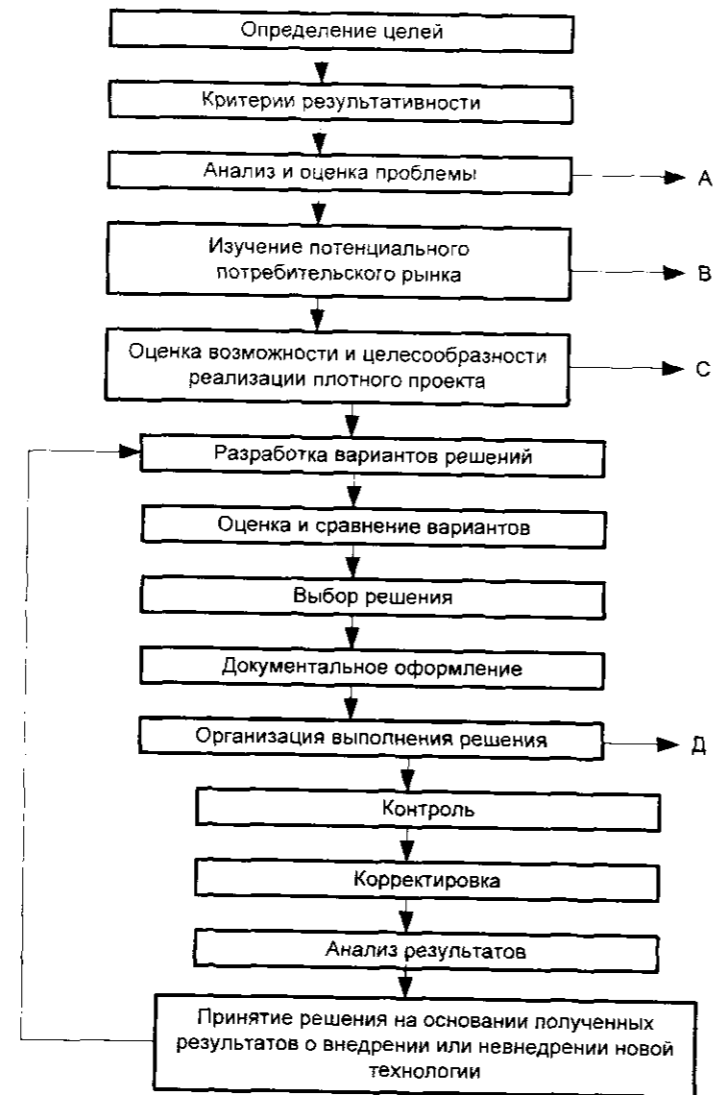 Определение целей
Критерии результативности
Анализ и оценка проблемы
А
Изучение потенциального
потребительского рынка
В
Оценка возможности и целесообразности
реализации плотного проекта
С
Разработка вариантов решений
Оценка и сравнение вариантов
Выбор решения
Документальное оформление
Организация выполнения решения
Д
Контроль
Корректировка
Анализ результатов
Принятие решения на основании полученных
результатов о внедрении или невнедрении новой
технологии